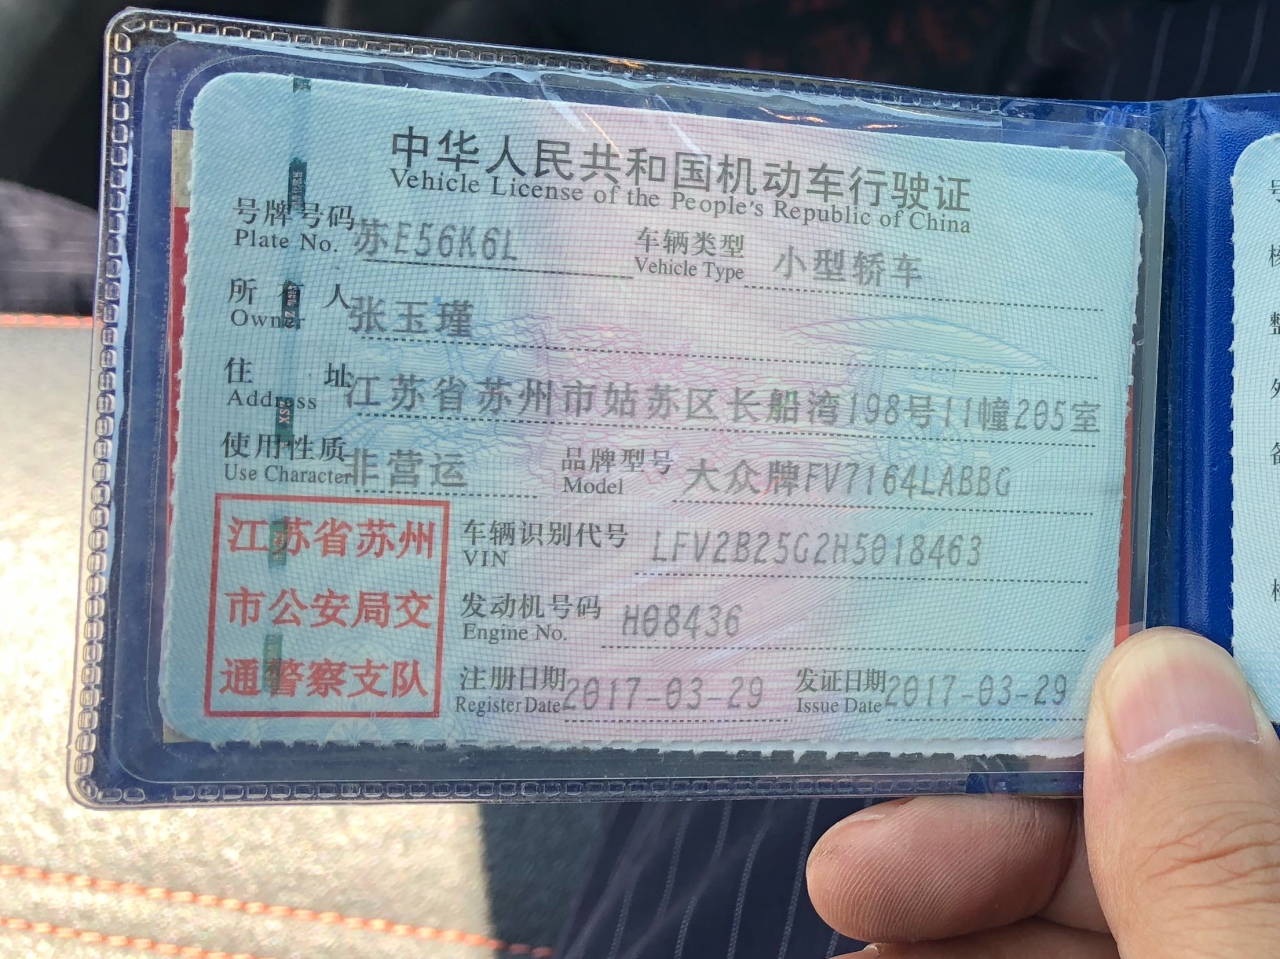 中华人民共和国机动车行驶证
Vehicle License of the People's Republic of China
号牌号码 苏E56K6L 车辆类型 小型轿车
Plate No. Vehicle Type
所有人 张玉瑾
Owner
住址 江苏省苏州市姑苏区长船湾198号11幢205室
Address
使用性质 非营运 品牌型号 大众牌FV7164LABBG
Use Character Model
江苏省苏州
市公安局交
通警察支队
车辆识别代号 LFV2B25G2H5018463
VIN
发动机号码 H08436
Engine No.
注册日期 2017-03-29 发证日期 2017-03-29
Register Date Issue Date